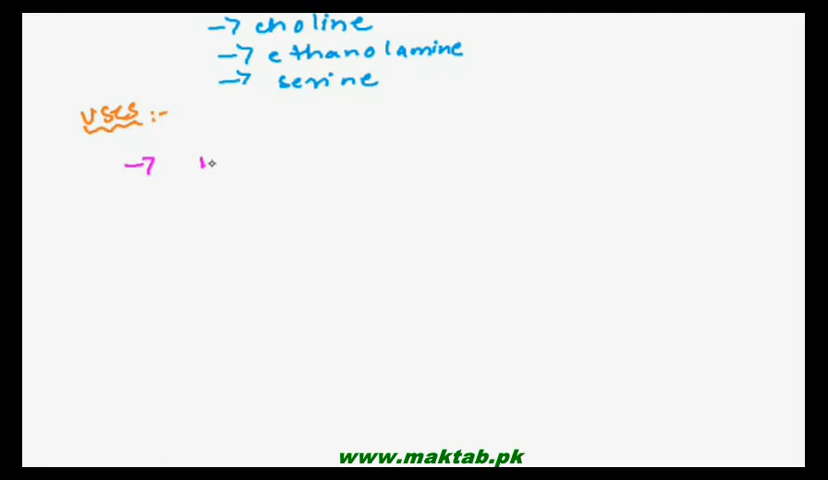 → choline
→ ethanolamine
→ serine
uses :-
→
www.maktab.pk